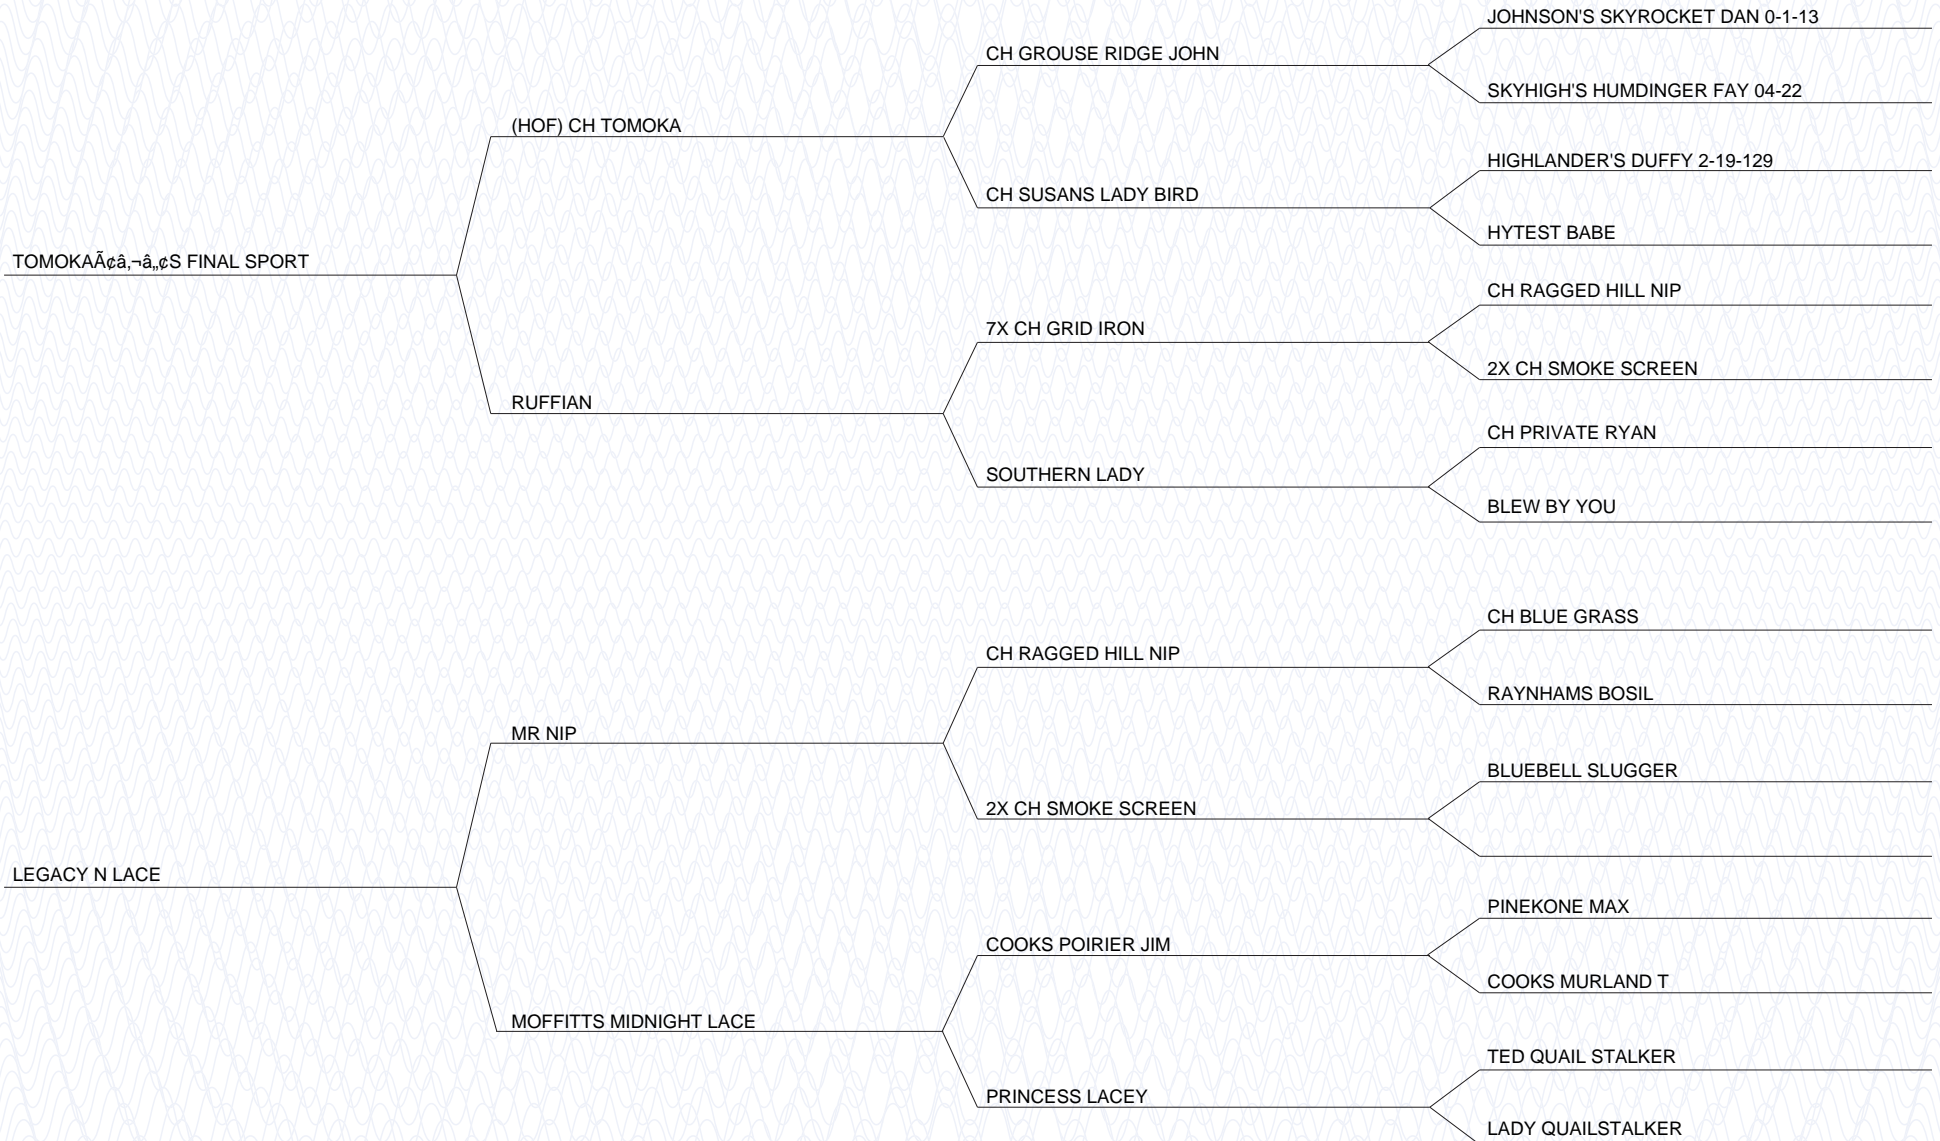 JOHNSON'S SKYROCKET DAN 0-1-13
CH GROUSE RIDGE JOHN
SKYHIGH'S HUMDINGER FAY 04-22
(HOF) CH TOMOKA
HIGHLANDER'S DUFFY 2-19-129
CH SUSANS LADY BIRD
HYTEST BABE
TOMOKAÃ¢â‚¬â„¢S FINAL SPORT
CH RAGGED HILL NIP
7X CH GRID IRON
2X CH SMOKE SCREEN
RUFFIAN
CH PRIVATE RYAN
SOUTHERN LADY
BLEW BY YOU
CH BLUE GRASS
CH RAGGED HILL NIP
RAYNHAMS BOSIL
MR NIP
BLUEBELL SLUGGER
2X CH SMOKE SCREEN
LEGACY N LACE
PINEKONE MAX
COOKS POIRIER JIM
COOKS MURLAND T
MOFFITTS MIDNIGHT LACE
TED QUAIL STALKER
PRINCESS LACEY
LADY QUAILSTALKER